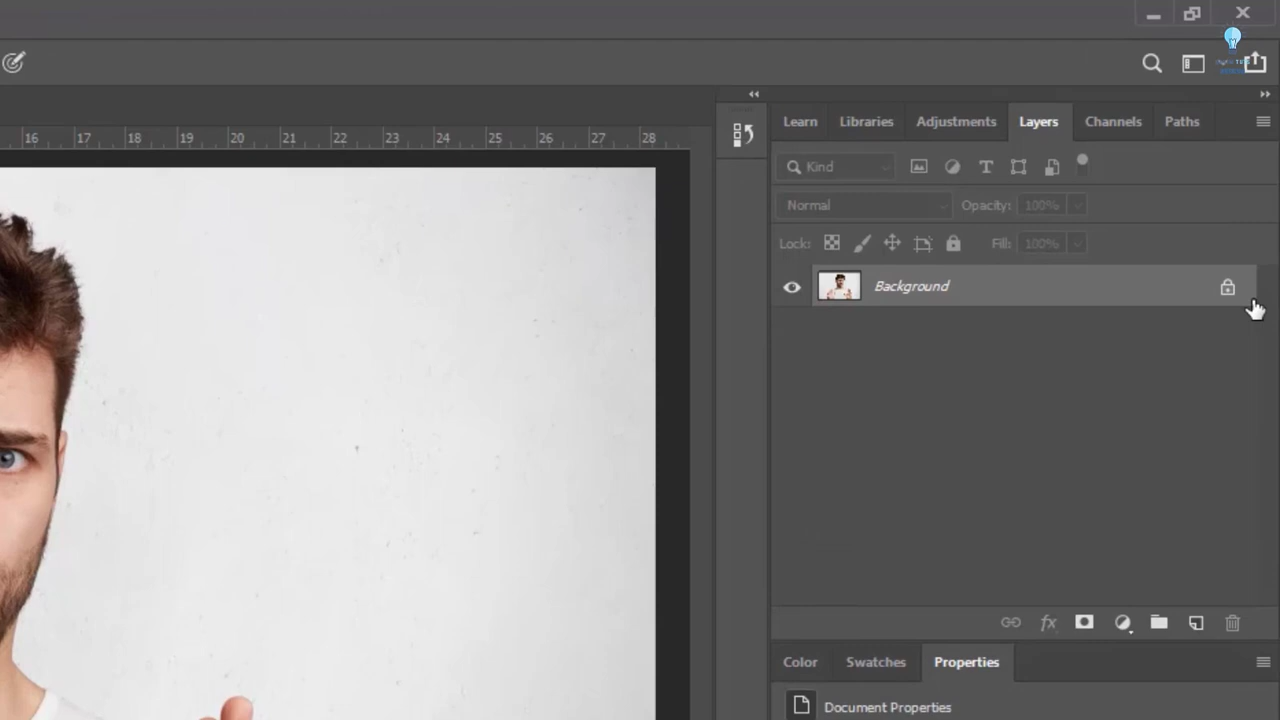 16 17 18 19 20 21 22 23 24 25 26 27 28
Learn Libraries Adjustments Layers Channels Paths
Kind
Normal Opacity: 100%
Lock: Fill: 100%
Background
fx
Color Swatches Properties
Document Properties